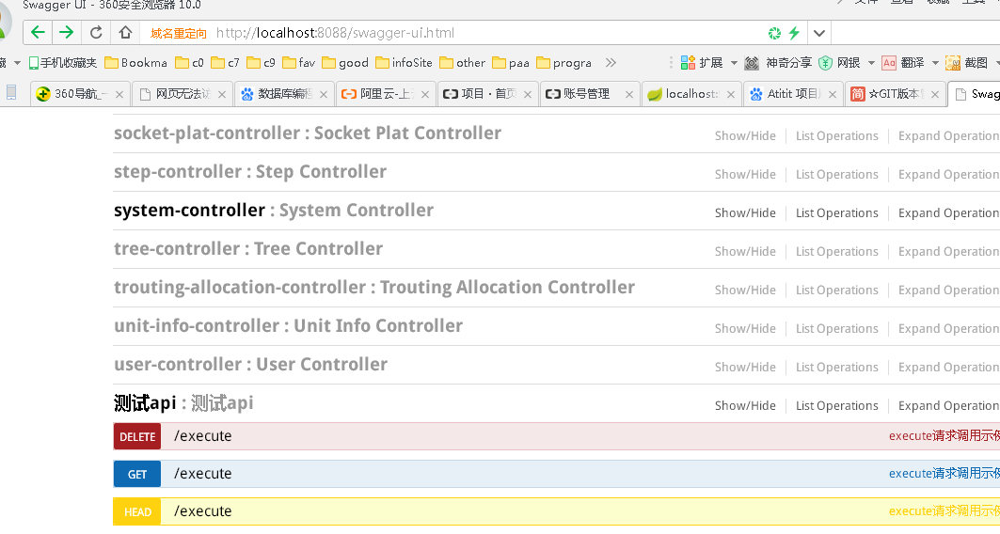 Swagger UI - 360安全浏览器 10.0
域名重定向 http://localhost:8088/swagger-ui.html
藏 手机收藏夹 Bookma c0 c7 c9 fav good infoSite other paa progra 扩展 神奇分享 网银 翻译 截图
360导航_ 网页无法访 数据库编程 阿里云-上云 项目 · 首页 账号管理 localhost: Atitit 项目 ☆GIT版本 Swag
socket-plat-controller : Socket Plat Controller Show/Hide List Operations Expand Operation
step-controller : Step Controller Show/Hide List Operations Expand Operation
system-controller : System Controller Show/Hide List Operations Expand Operation
tree-controller : Tree Controller Show/Hide List Operations Expand Operation
trouting-allocation-controller : Trouting Allocation Controller Show/Hide List Operations Expand Operation
unit-info-controller : Unit Info Controller Show/Hide List Operations Expand Operation
user-controller : User Controller Show/Hide List Operations Expand Operation
测试api : 测试api Show/Hide List Operations Expand Operation
DELETE /execute execute请求调用示例
GET /execute execute请求调用示例
HEAD /execute execute请求调用示例